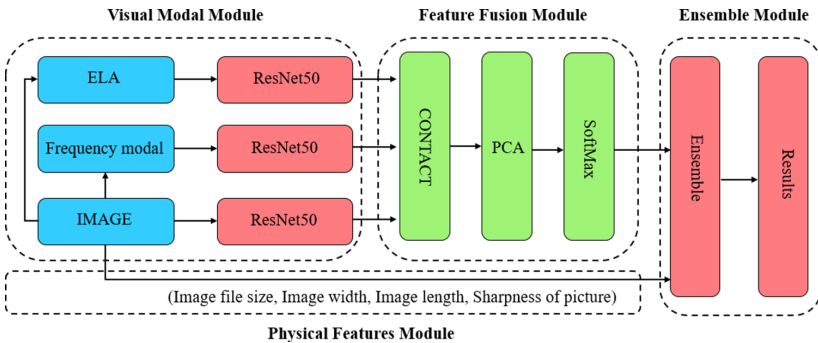 Visual Modal Module
Feature Fusion Module
Ensemble Module
ELA
ResNet50
Frequency modal
ResNet50
IMAGE
ResNet50
CONTACT
PCA
SoftMax
Ensemble
Results
(Image file size, Image width, Image length, Sharpness of picture)
Physical Features Module